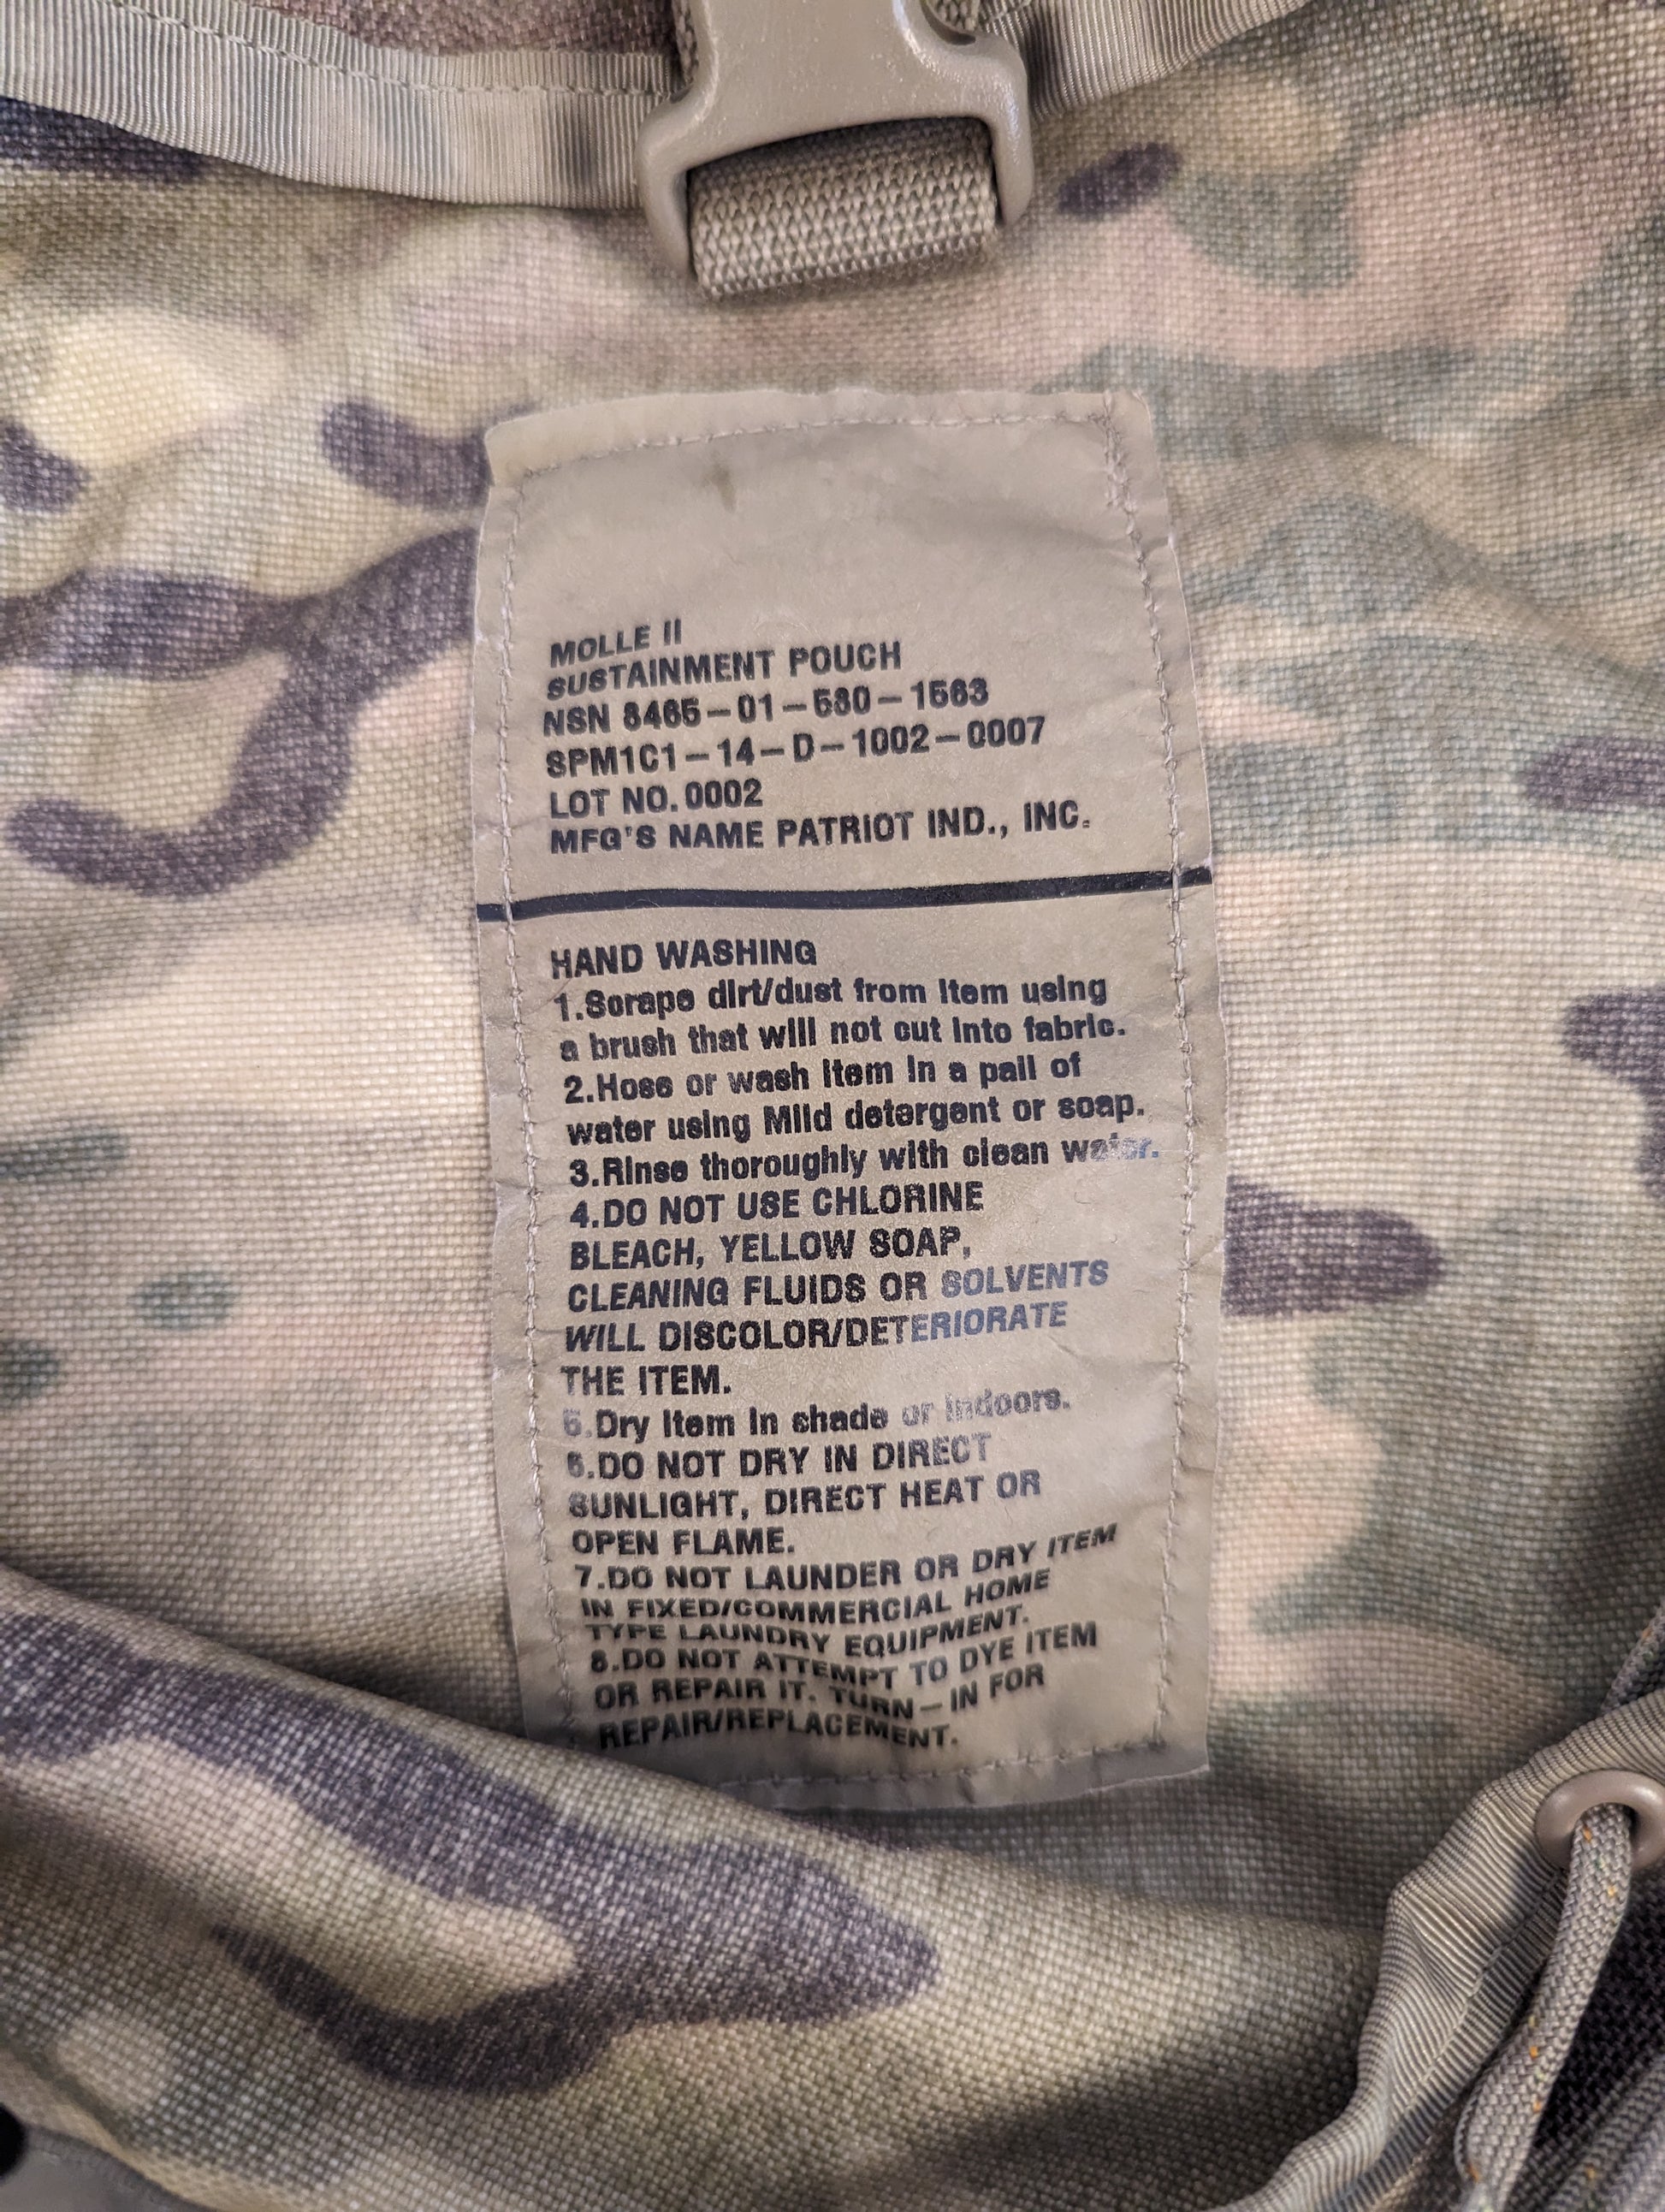 MOLLE II
SUSTAINMENT POUCH
NSN 8465-01-580-1563
SPM1C1-14-D-1002-0007
LOT NO. 0002
MFG'S NAME PATRIOT IND., INC.
HAND WASHING
1.Scrape dirt/dust from item using
a brush that will not cut into fabric.
2.Hose or wash item in a pail of
water using Mild detergent or soap.
3.Rinse thoroughly with clean water.
4.DO NOT USE CHLORINE
BLEACH, YELLOW SOAP,
CLEANING FLUIDS OR SOLVENTS
WILL DISCOLOR/DETERIORATE
THE ITEM.
5.Dry item in shade or indoors.
6.DO NOT DRY IN DIRECT
SUNLIGHT, DIRECT HEAT OR
OPEN FLAME.
7.DO NOT LAUNDER OR DRY ITEM
IN FIXED/COMMERCIAL HOME
TYPE LAUNDRY EQUIPMENT.
8.DO NOT ATTEMPT TO DYE ITEM
OR REPAIR IT. TURN-IN FOR
REPAIR/REPLACEMENT.